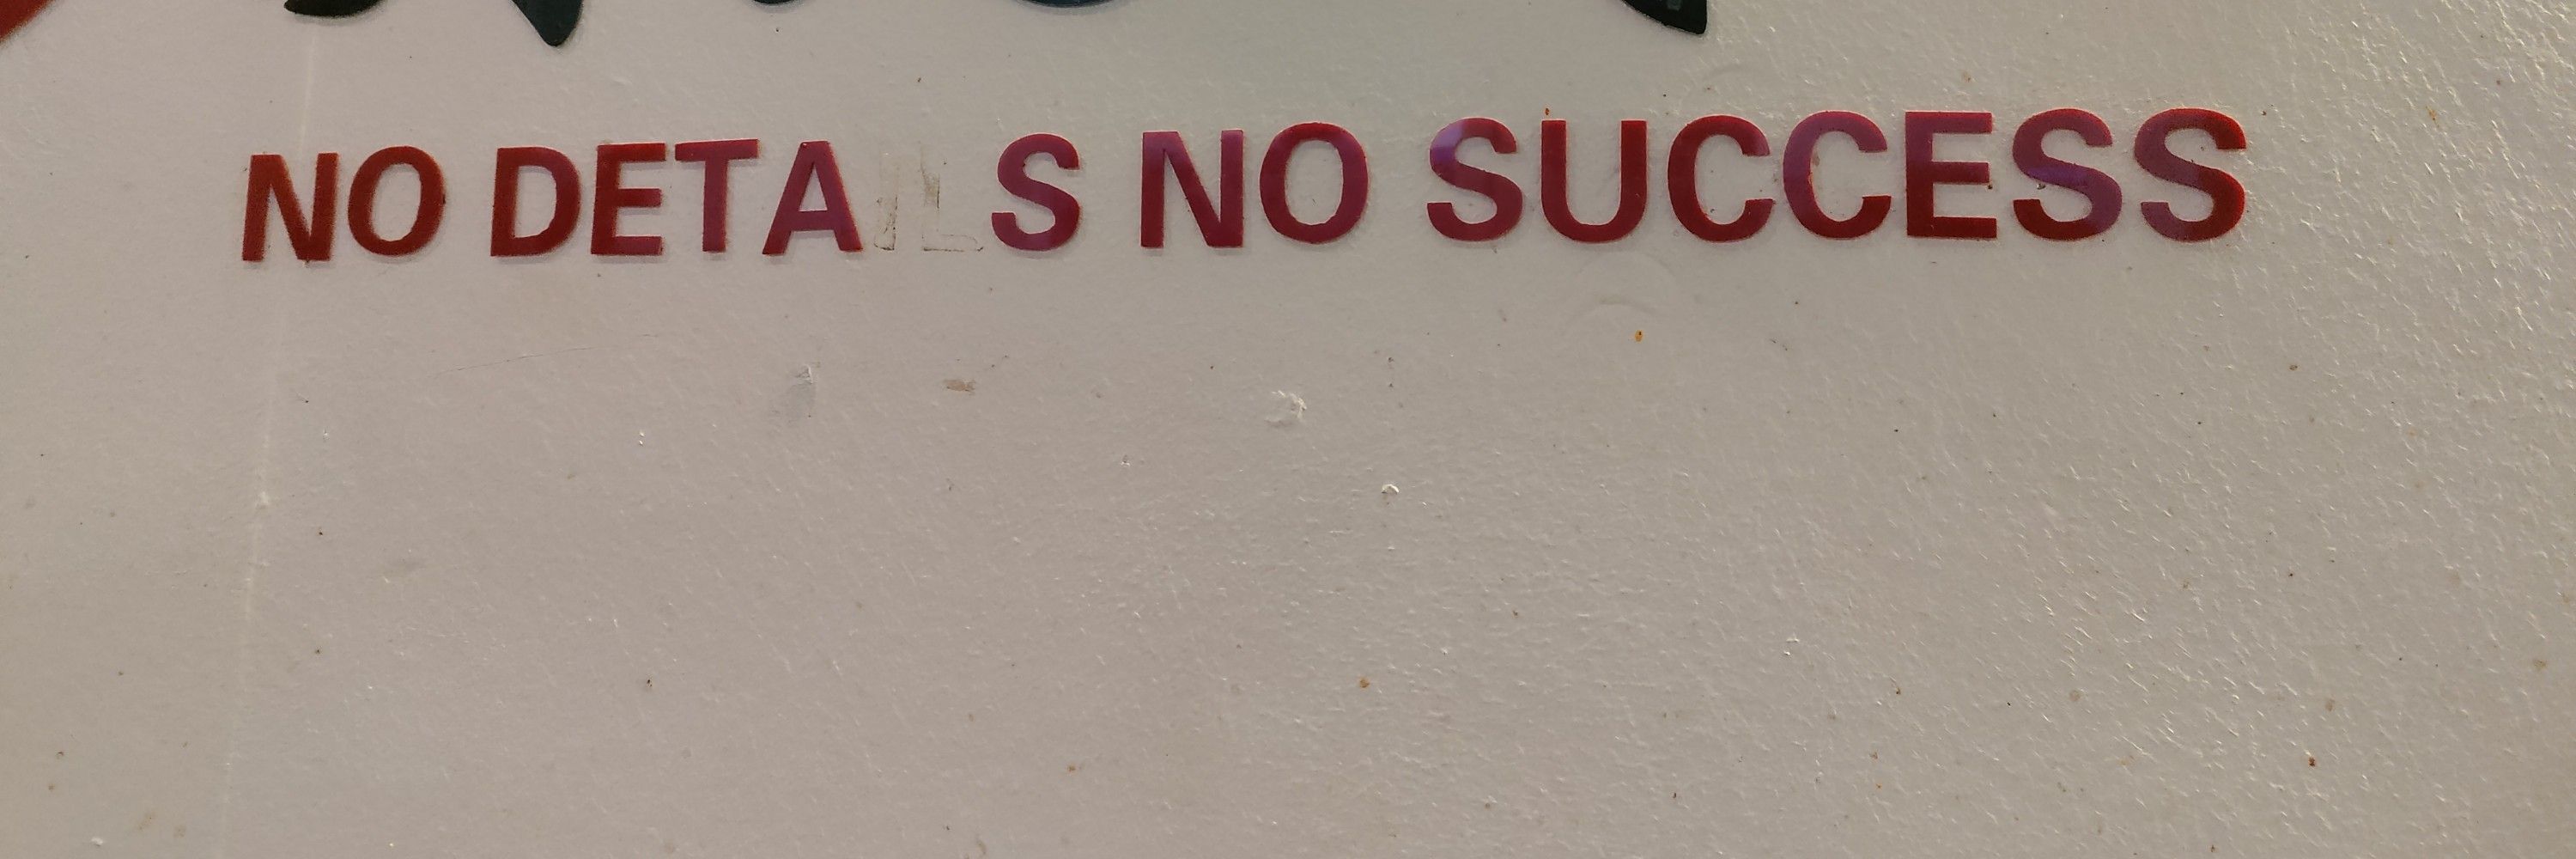 NO DETAILS NO SUCCESS